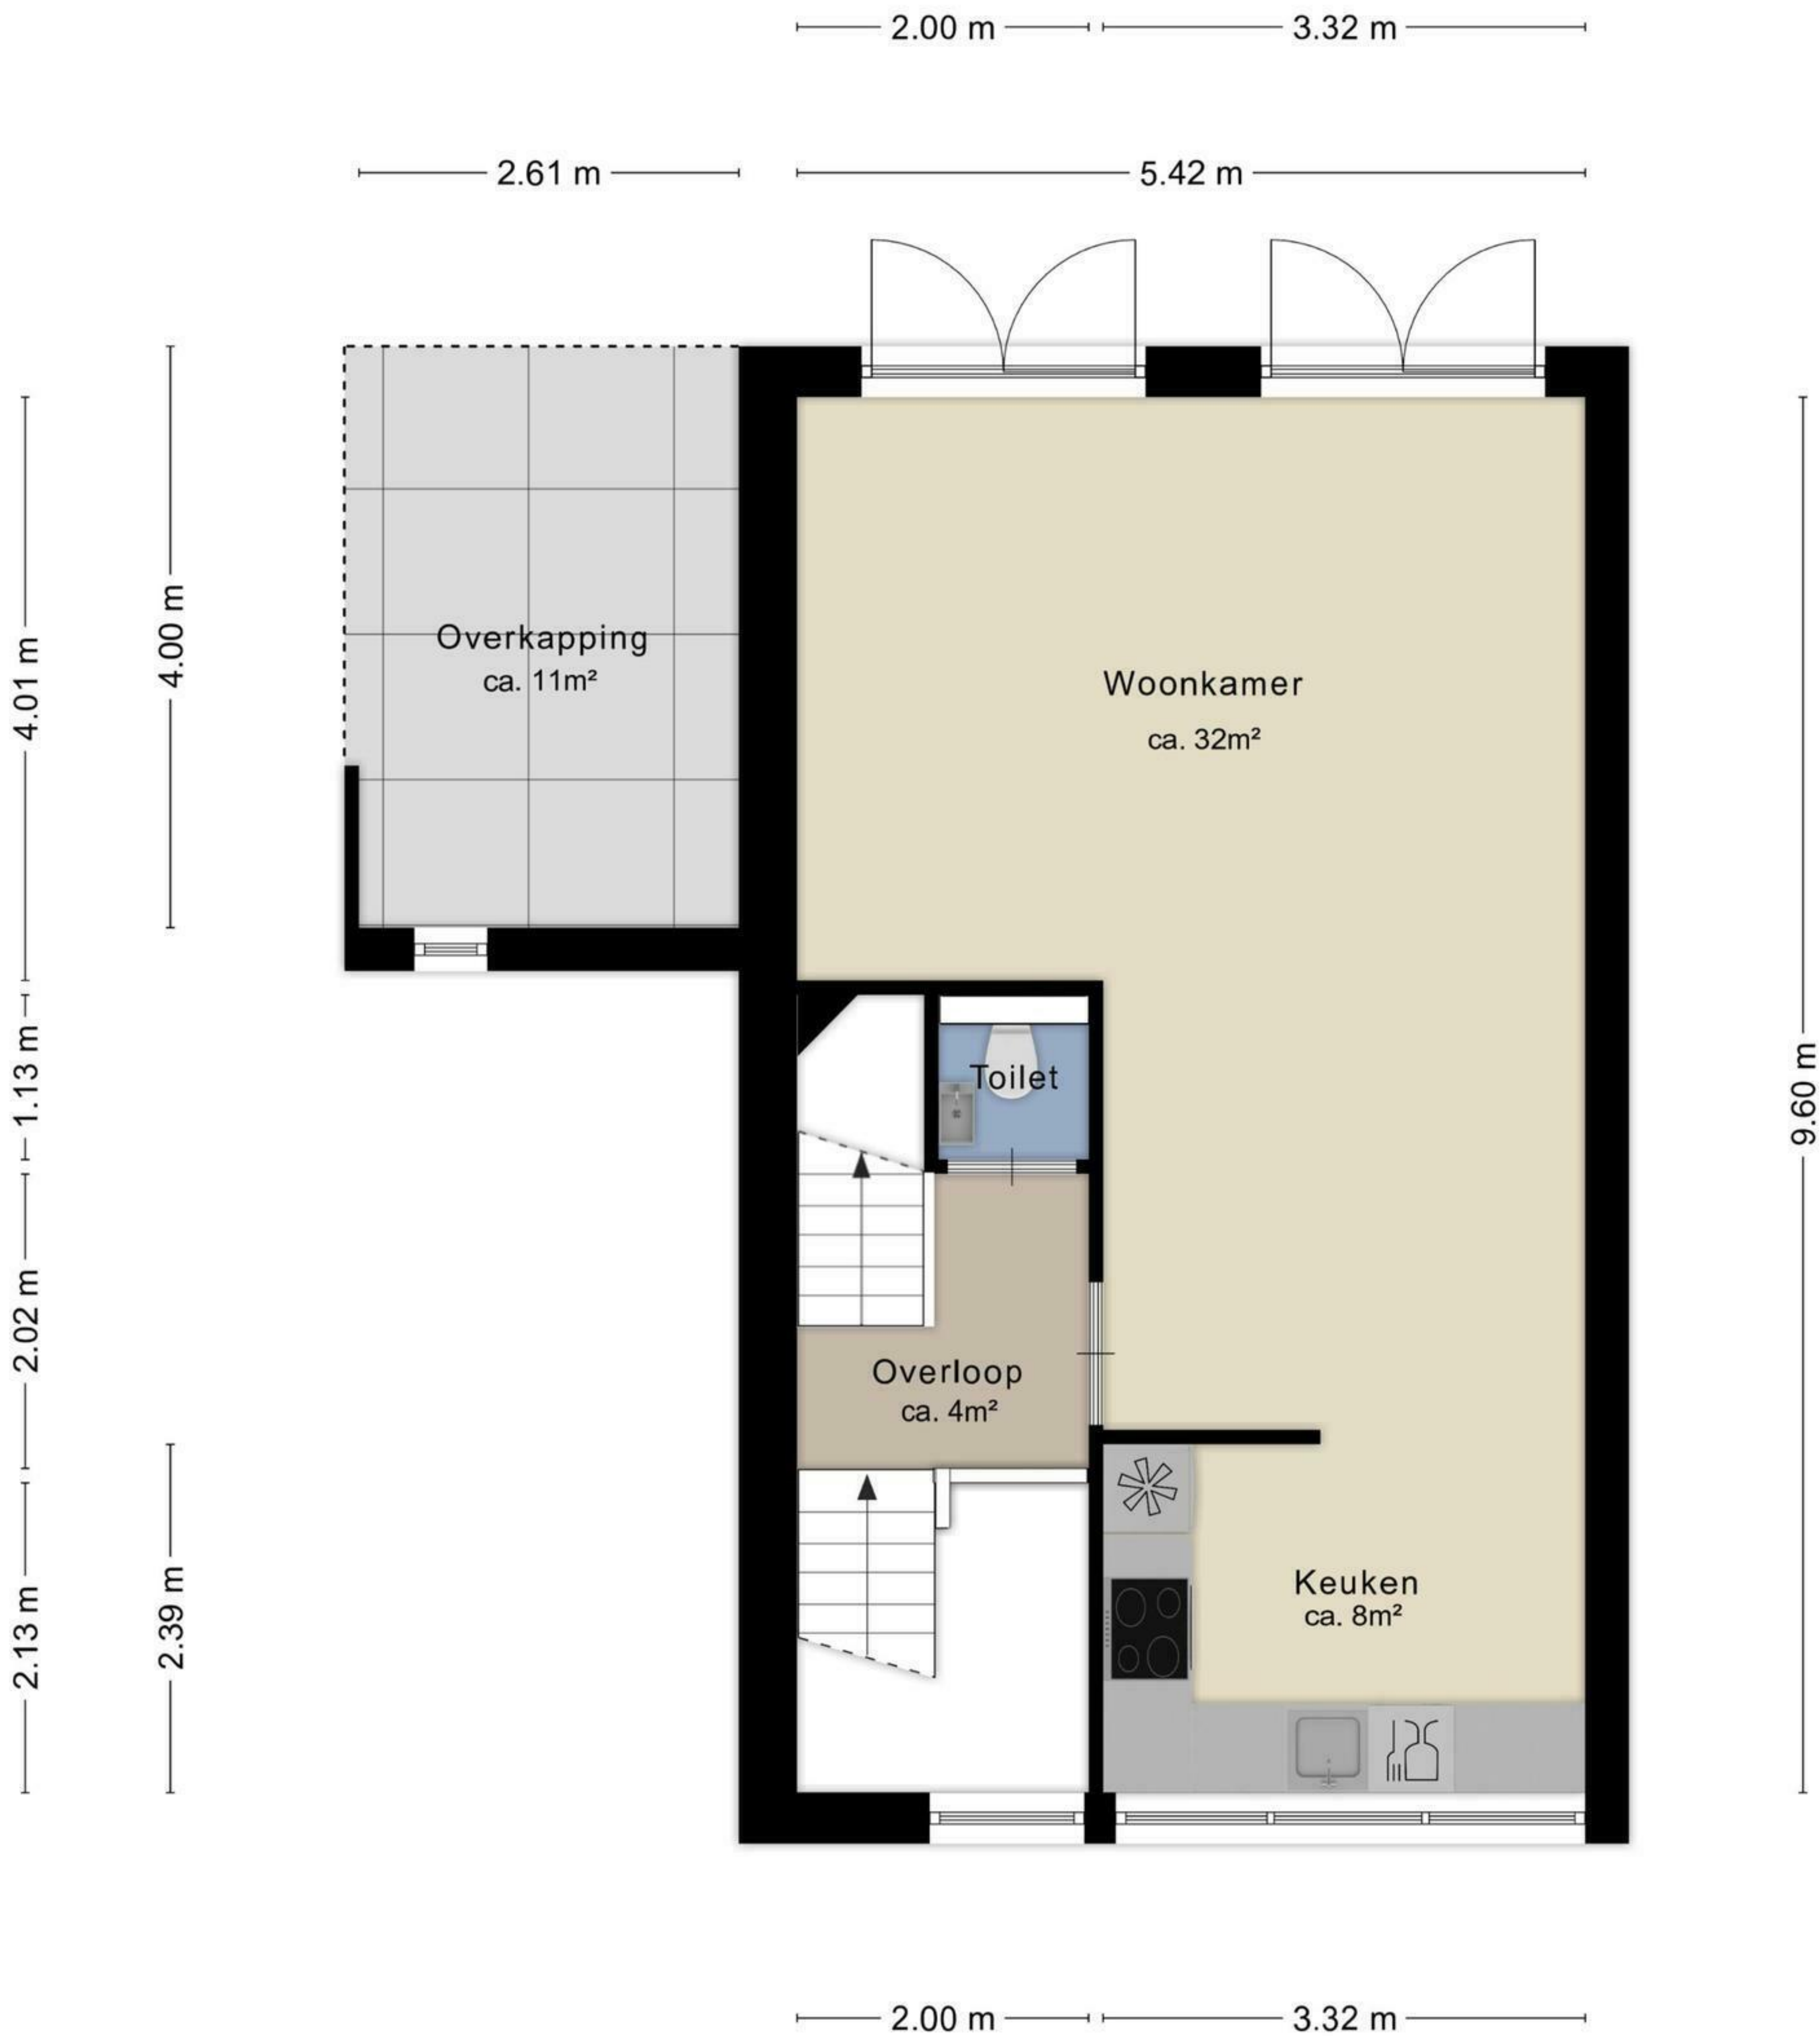 2.00 m
3.32 m
2.61 m
5.42 m
4.01 m
4.00 m
Overkapping
ca. 11m²
Woonkamer
ca. 32m²
1.13 m
Toilet
9.60 m
2.02 m
Overloop
ca. 4m²
2.13 m
2.39 m
Keuken
ca. 8m²
2.00 m
3.32 m